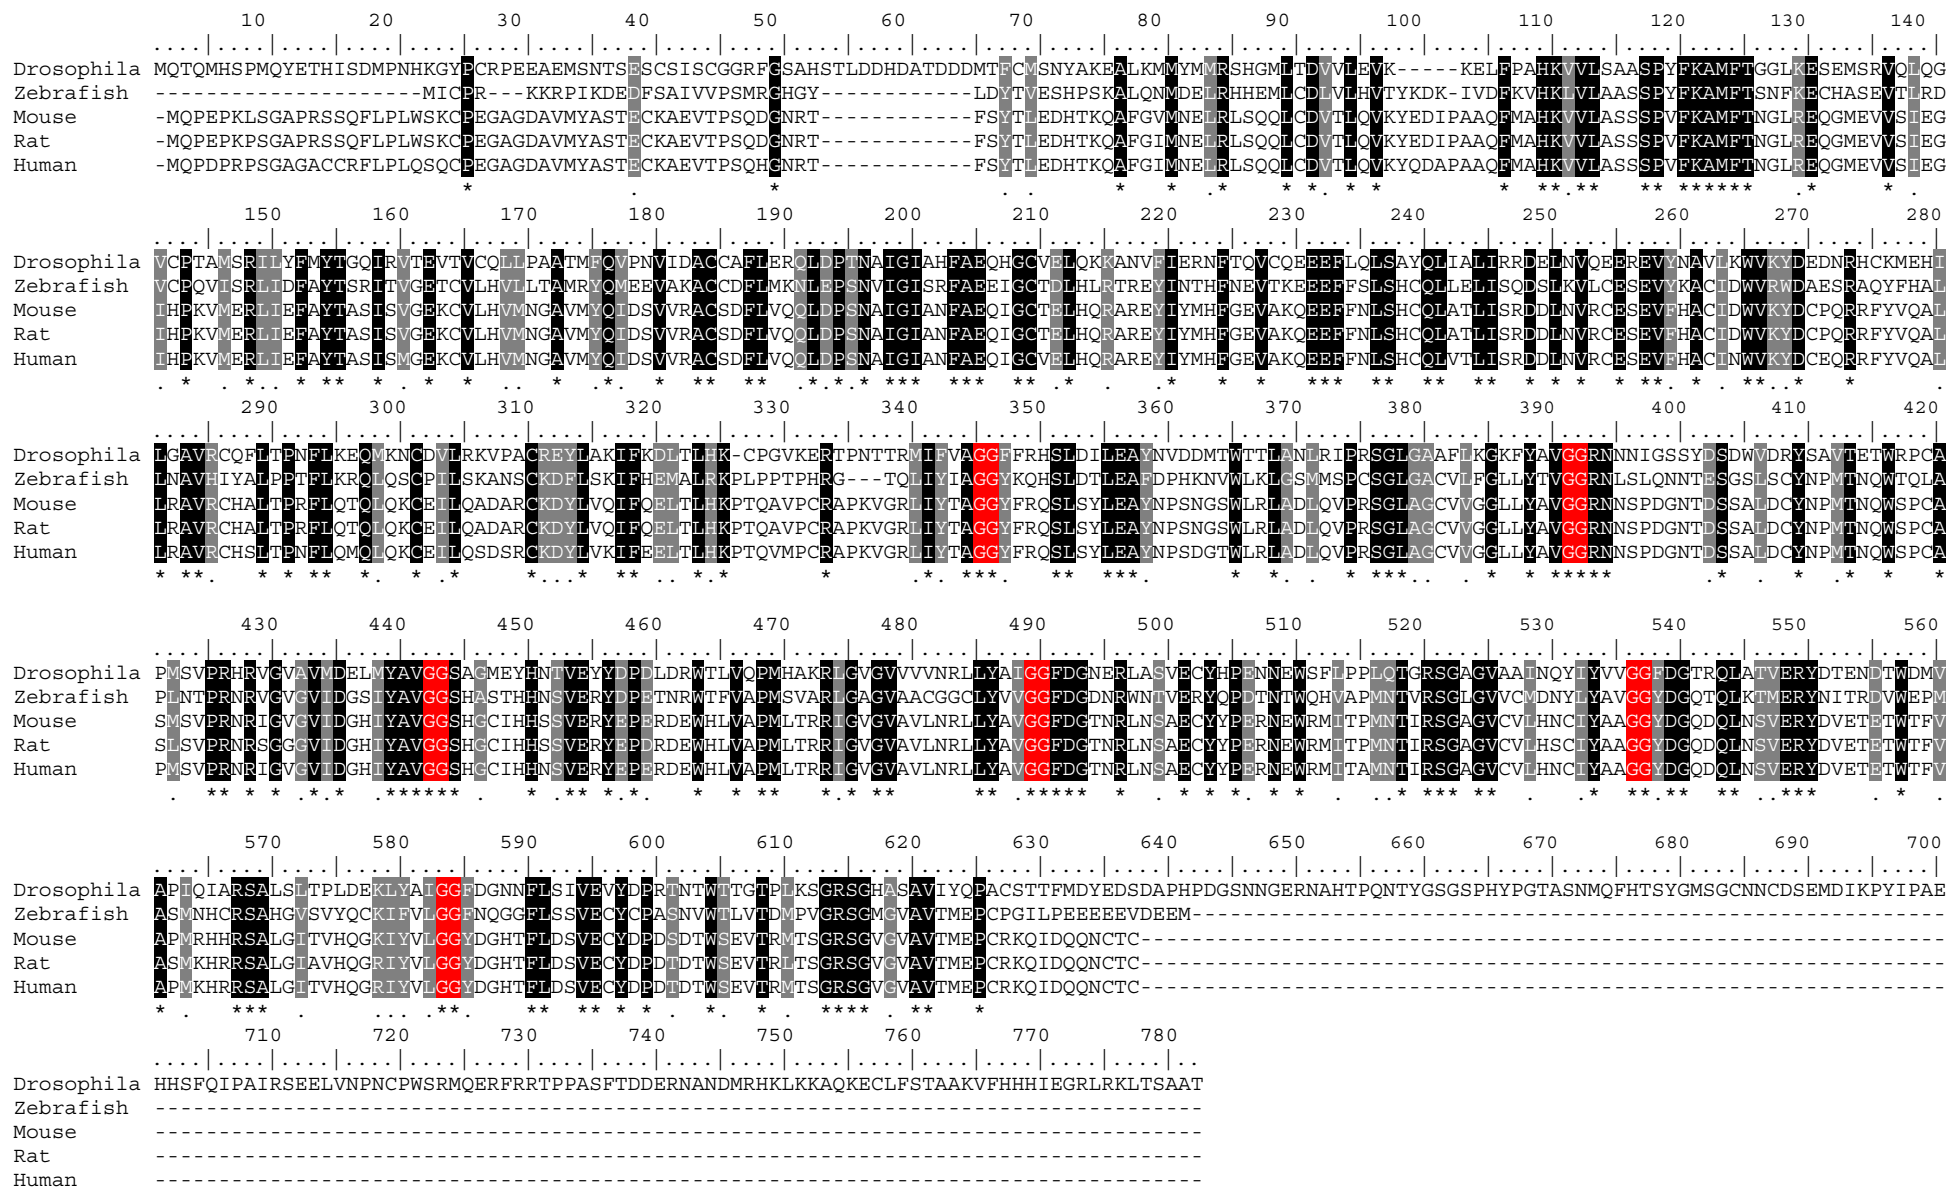 10 20 30 40 50 60 70 80 90 100 110 120 130 140
Drosophila MQTQMHSPMQYETHISDMPNHKGYPCRPEEAEMSNTSESCSISCGGRFGSAHSTLDDHDATDDDMTFCMSNYAKEALKMMYMMRSHGMLTDVVLEVK-----KELFPAHKVVLSAASPYFKAMFTGGLKESEMSRVQLQG
Zebrafish ---------------------MICPR---KKRPIKDEDFSAIVVPSMRGHGY------------LDYTVESHPSKALQNMDELRHHEMLCDLVLHVTYKDK-IVDFKVHKLVLAASSPYFKAMFTSNFKECHASEVTLRD
Mouse -MQPEPKLSGAPRSSQFLPLWSKCPEGAGDAVMYASTECKAEVTPSQDGNRT------------FSYTLEDHTKQAFGVMNELRLSQQLCDVTLQVKYEDIPAAQFMAHKVVLASSSPVFKAMFTNGLREQGMEVVSIEG
Rat -MQPEPKPSGAPRSSQFLPLWSKCPEGAGDAVMYASTECKAEVTPSQDGNRT------------FSYTLEDHTKQAFGIMNELRLSQQLCDVTLQVKYEDIPAAQFMAHKVVLASSSPVFKAMFTNGLREQGMEVVSIEG
Human -MQPDPRPSGAGACCRFLPLQSQCPEGAGDAVMYASTECKAEVTPSQHGNRT------------FSYTLEDHTKQAFGIMNELRLSQQLCDVTLQVKYQDAPAAQFMAHKVVLASSSPVFKAMFTNGLREQGMEVVSIEG
150 160 170 180 190 200 210 220 230 240 250 260 270 280
Drosophila VCPTAMSRILYFMYTGQIRVTEVTVCQLLPAATMFQVPNVIDACCAFLERQLDPTNAIGIAHFAEQHGCVELQKKANVFIERNFTQVCQEEEFLQLSAYQLIALIRRDELNVQEEREVYNAVLKWVKYDEDNRHCKMEHI
Zebrafish VCPQVISRLIDFAYTSRITVGETCVLHVLLTAMRYQMEEVAKACCDFLMKNLEPSNVIGISRFAEEIGCTDLHLRTREYINTHFNEVTKEEEFFSLSHCQLLELISQDSLKVLCESEVYKACIDWVRWDAESRAQYFHAL
Mouse IHPKVMERLIEFAYTASISVGEKCVLHVMNGAVMYQIDSVVRACSDFLVQQLDPSNAIGIANFAEQIGCTELHQRAREYIYMHFGEVAKQEEFFNLSHCQLATLISRDDLNVRCESEVFHACIDWVKYDCPQRRFYVQAL
Rat IHPKVMERLIEFAYTASISVGEKCVLHVMNGAVMYQIDSVVRACSDFLVQQLDPSNAIGIANFAEQIGCTELHQRAREYIYMHFGEVAKQEEFFNLSHCQLATLISRDDLNVRCESEVFHACIDWVKYDCPQRRFYVQAL
Human IHPKVMERLIEFAYTASISMGEKCVLHVMNGAVMYQIDSVVRACSDFLVQQLDPSNAIGIANFAEQIGCVELHQRAREYIYMHFGEVAKQEEFFNLSHCQLVTLISRDDLNVRCESEVFHACINWVKYDCEQRRFYVQAL
290 300 310 320 330 340 350 360 370 380 390 400 410 420
Drosophila LGAVRCQFLTPNFLKEQMKNCDVLRKVPACREYLAKIFKDLTLHK-CPGVKERTPNTTRMIFVAGGFFRHSLDILEAYNVDDMTWTTLANLRIPRSGLGAAFLKGKFYAVGGRNNNIGSSYDSDWVDRYSAVTETWRPCA
Zebrafish LNAVHIYALPPTFLKRQLQSCPILSKANSCKDFLSKIFHEMALRKPLPPTPHRG---TQLIYIAGGYKQHSLDTLEAFDPHKNVWLKLGSMMSPCSGLGACVLFGLLYTVGGRNLSLQNNTESGSLSCYNPMTNQWTQLA
Mouse LRAVRCHALTPRFLQTQLQKCEILQADARCKDYLVQIFQELTLHKPTQAVPCRAPKVGRLIYTAGGYFRQSLSYLEAYNPSNGSWLRLADLQVPRSGLAGCVVGGLLYAVGGRNNSPDGNTDSSALDCYNPMTNQWSPCA
Rat LRAVRCHALTPRFLQTQLQKCEILQADARCKDYLVQIFQELTLHKPTQAVPCRAPKVGRLIYTAGGYFRQSLSYLEAYNPSNGSWLRLADLQVPRSGLAGCVVGGLLYAVGGRNNSPDGNTDSSALDCYNPMTNQWSPCA
Human LRAVRCHSLTPNFLQMQLQKCEILQSDSRCKDYLVKIFEELTLHKPTQVMPCRAPKVGRLIYTAGGYFRQSLSYLEAYNPSDGTWLRLADLQVPRSGLAGCVVGGLLYAVGGRNNSPDGNTDSSALDCYNPMTNQWSPCA
430 440 450 460 470 480 490 500 510 520 530 540 550 560
Drosophila PMSVPRHRVGVAVMDELMYAVGGSAGMEYHNTVEYYDPDLDRWTLVQPMHAKRLGVGVVVVNRLLYAIGGFDGNERLASVECYHPENNEWSFLPPLQTGRSGAGVAAINQYIYVVGGFDGTRQLATVERYDTENDTWDMV
Zebrafish PLNTPRNRVGVGVIDGSIYAVGGSHASTHHNSVERYDPETNRWTFVAPMSVARLGAGVAACGGCLYVVGGFDGDNRWNTVERYQPDTNTWQHVAPMNTVRSGLGVVCMDNYLYAVGGYDGQTQLKTMERYNITRDVWEPM
Mouse SMSVPRNRIGVGVIDGHIYAVGGSHGCIHHSSVERYEPERDEWHLVAPMLTRRIGVGVAVLNRLLYAVGGFDGTNRLNSAECYYPERNEWRMITPMNTIRSGAGVCVLHNCIYAAGGYDGQDQLNSVERYDVETETWTFV
Rat SLSVPRNRSGGGVIDGHIYAVGGSHGCIHHSSVERYEPDRDEWHLVAPMLTRRIGVGVAVLNRLLYAVGGFDGTNRLNSAECYYPERNEWRMITPMNTIRSGAGVCVLHSCIYAAGGYDGQDQLNSVERYDVETETWTFV
Human PMSVPRNRIGVGVIDGHIYAVGGSHGCIHHNSVERYEPERDEWHLVAPMLTRRIGVGVAVLNRLLYAVGGFDGTNRLNSAECYYPERNEWRMITAMNTIRSGAGVCVLHNCIYAAGGYDGQDQLNSVERYDVETETWTFV
570 580 590 600 610 620 630 640 650 660 670 680 690 700
Drosophila APIQIARSALSLTPLDEKLYAIGGFDGNNFLSIVEVYDPRTNTWTTGTPLKSGRSGHASAVIYQPACSTTFMDYEDSDAPHPDGSNNGERNAHTPQNTYGSGSPHYPGTASNMQFHTSYGMSGCNNCDSEMDIKPYIPAE
Zebrafish ASMNHCRSAHGVSVYQCKIFVLGGFNQGGFLSSVECYCPASNVWTLVTDMPVGRSGMGVAVTMEPCPGILPEEEEEVDEEM-----------------------------------------------------------
Mouse APMRHHRSALGITVHQGKIYVLGGYDGHTFLDSVECYDPDSDTWSEVTRMTSGRSGVGVAVTMEPCRKQIDQQNCTC---------------------------------------------------------------
Rat ASMKHRRSALGIAVHQGRIYVLGGYDGHTFLDSVECYDPDTDTWSEVTRLTSGRSGVGVAVTMEPCRKQIDQQNCTC---------------------------------------------------------------
Human APMKHRRSALGITVHQGRIYVLGGYDGHTFLDSVECYDPDTDTWSEVTRMTSGRSGVGVAVTMEPCRKQIDQQNCTC---------------------------------------------------------------
710 720 730 740 750 760 770 780
Drosophila HHSFQIPAIRSEELVNPNCPWSRMQERFRRTPPASFTDDERNANDMRHKLKKAQKECLFSTAAKVFHHHIEGRLRKLTSAAT
Zebrafish ----------------------------------------------------------------------------------
Mouse ----------------------------------------------------------------------------------
Rat ----------------------------------------------------------------------------------
Human ----------------------------------------------------------------------------------